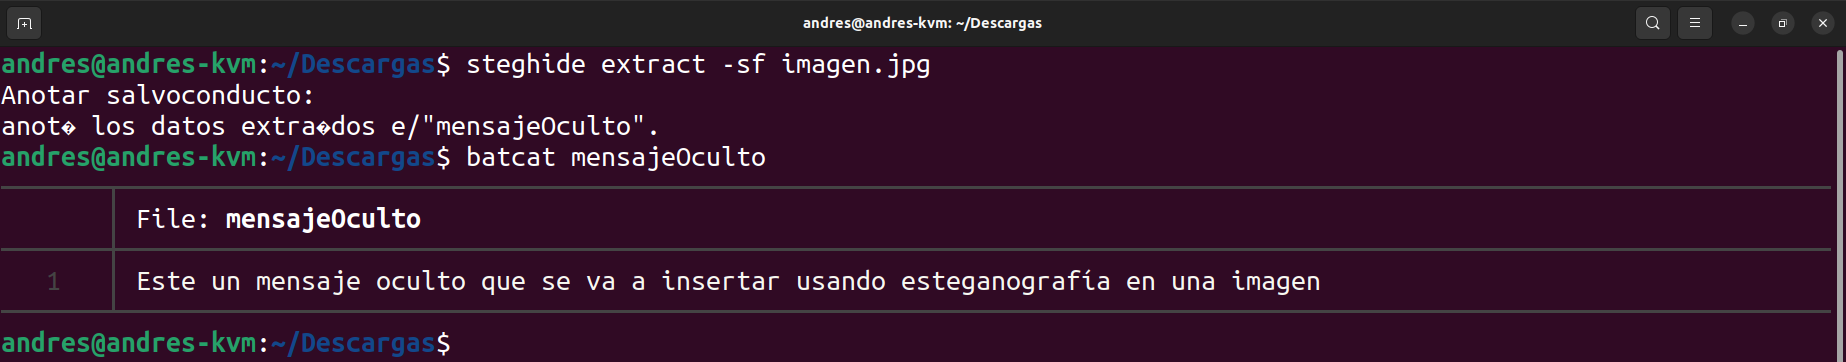 andres@andres-kvm: ~/Descargas
andres@andres-kvm:~/Descargas$ steghide extract -sf imagen.jpg
Anotar salvoconducto:
anot� los datos extra�dos e/"mensajeOculto".
andres@andres-kvm:~/Descargas$ batcat mensajeOculto
File: mensajeOculto
1 Este un mensaje oculto que se va a insertar usando esteganografía en una imagen
andres@andres-kvm:~/Descargas$